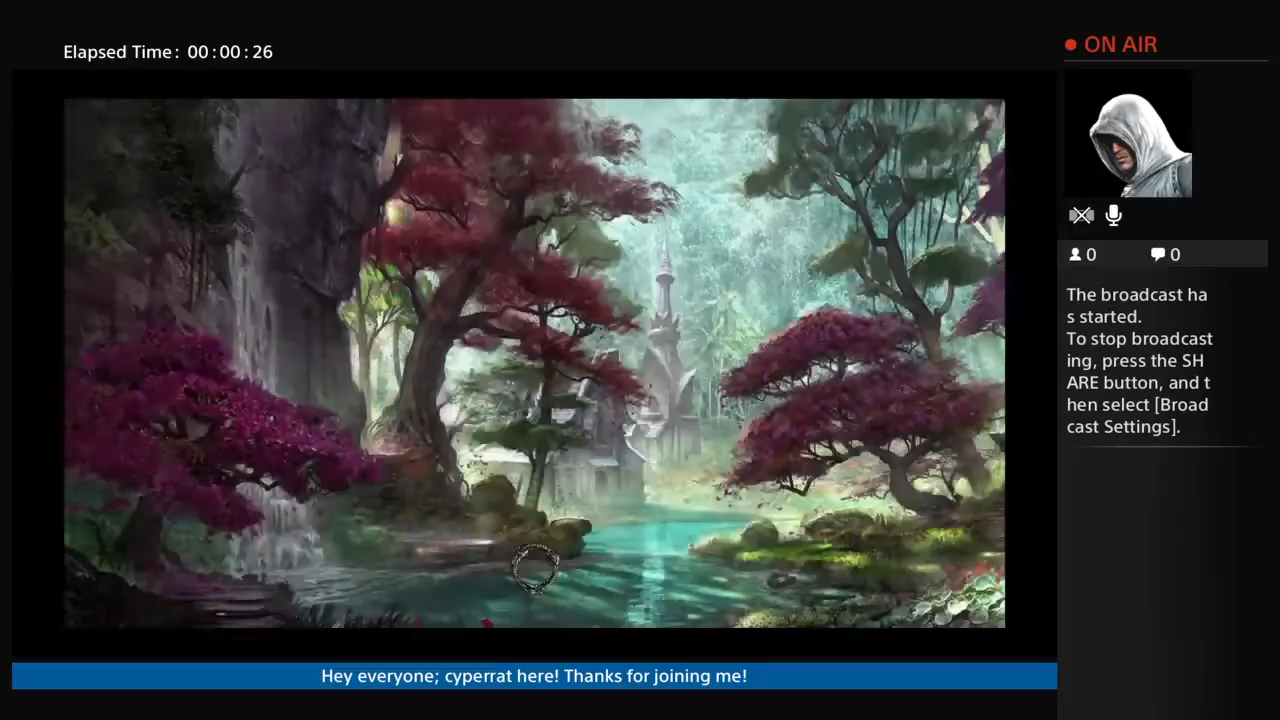 Elapsed Time: 00:00:26
ON AIR
0
0
The broadcast ha
s started.
To stop broadcast
ing, press the SH
ARE button, and t
hen select [Broad
cast Settings].
Hey everyone; cyperrat here! Thanks for joining me!